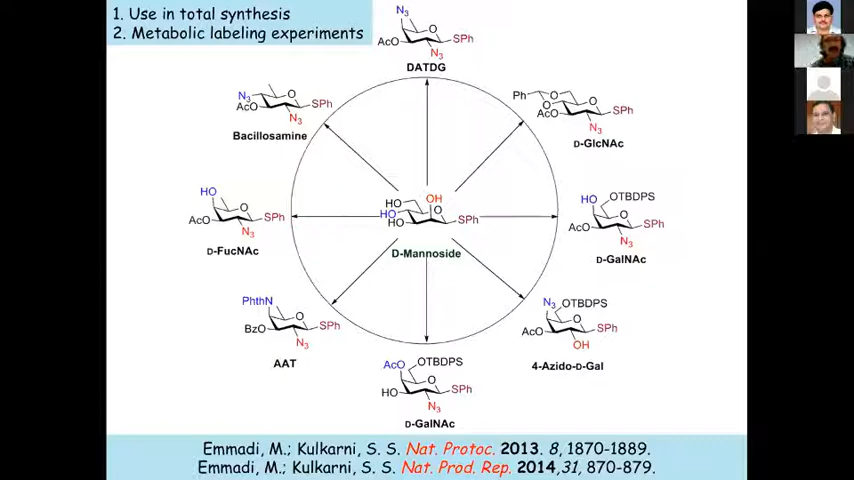 1. Use in total synthesis
2. Metabolic labeling experiments
N3
AcO
SPh
N3
DATDG
N3
AcO
O
SPh
N3
Bacillosamine
Ph
O
O
AcO
O
SPh
N3
D-GlcNAc
HO
AcO
O
SPh
N3
D-FucNAc
HO
HO
HO
OH
O
SPh
D-Mannoside
HO
OTBDPS
AcO
O
SPh
N3
D-GalNAc
PhthN
BzO
O
SPh
N3
AAT
N3
OTBDPS
AcO
O
SPh
OH
4-Azido-D-Gal
AcO
OTBDPS
HO
O
SPh
N3
D-GalNAc
Emmadi, M.; Kulkarni, S. S. Nat. Protoc. 2013. 8, 1870-1889.
Emmadi, M.; Kulkarni, S. S. Nat. Prod. Rep. 2014,31, 870-879.